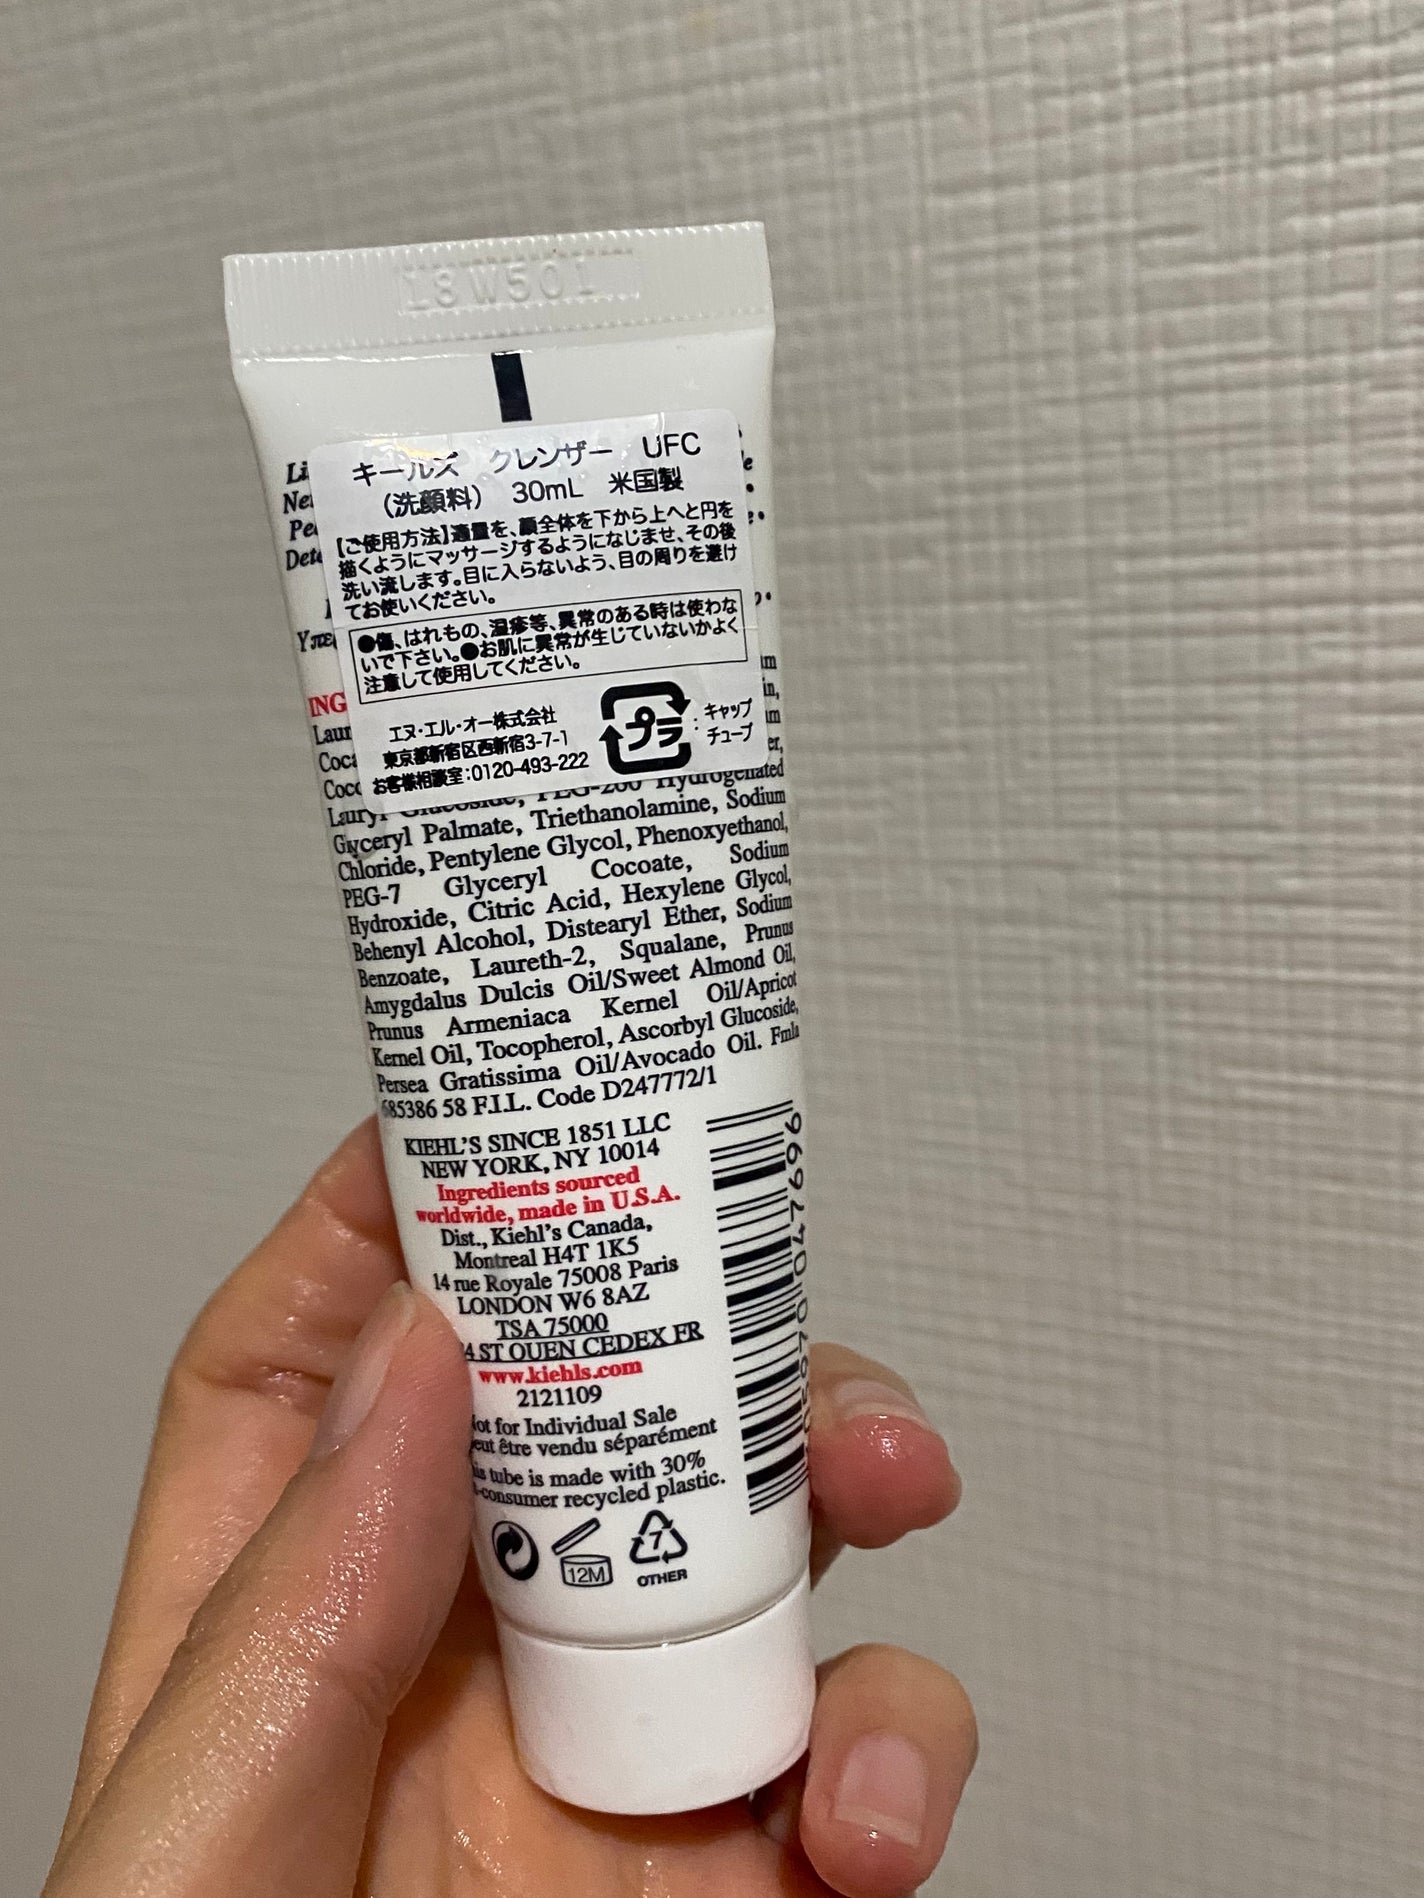 18W501
キールズ クレンザー UFC
(洗顔料) 30mL 米国製
【ご使用方法】適量を、顔全体を下から上へと円を
描くようにマッサージするようになじませ、その後
洗い流します。目に入らないよう、目の周りを避け
てお使いください。
●傷、はれもの、湿疹等、異常のある時は使わな
いで下さい。●お肌に異常が生じていないかよく
注意して使用してください。
エヌ・エル・オー株式会社
東京都新宿区西新宿3-7-1
お客様相談室:0120-493-222
プラ
: キャップ
チューブ
Glucoside, PEG-200 Hydrogenated
Glyceryl Palmate, Triethanolamine, Sodium
Chloride, Pentylene Glycol, Phenoxyethanol,
PEG-7 Glyceryl Cocoate, Sodium
Hydroxide, Citric Acid, Hexylene Glycol,
Behenyl Alcohol, Distearyl Ether, Sodium
Benzoate, Laureth-2, Squalane, Prunus
Amygdalus Dulcis Oil/Sweet Almond Oil,
Prunus Armeniaca Kernel Oil/Apricot
Kernel Oil, Tocopherol, Ascorbyl Glucoside,
Persea Gratissima Oil/Avocado Oil. Fmla
685386 58 F.I.L. Code D247772/1
KIEHL'S SINCE 1851 LLC
NEW YORK, NY 10014
Ingredients sourced
worldwide, made in U.S.A.
Dist., Kiehl's Canada,
Montreal H4T 1K5
14 rue Royale 75008 Paris
LONDON W6 8AZ
TSA 75000
ST OUEN CEDEX FR
www.kiehls.com
2121109
for Individual Sale
être vendu séparément
tube is made with 30%
recycled plastic.
12M
7
OTHER